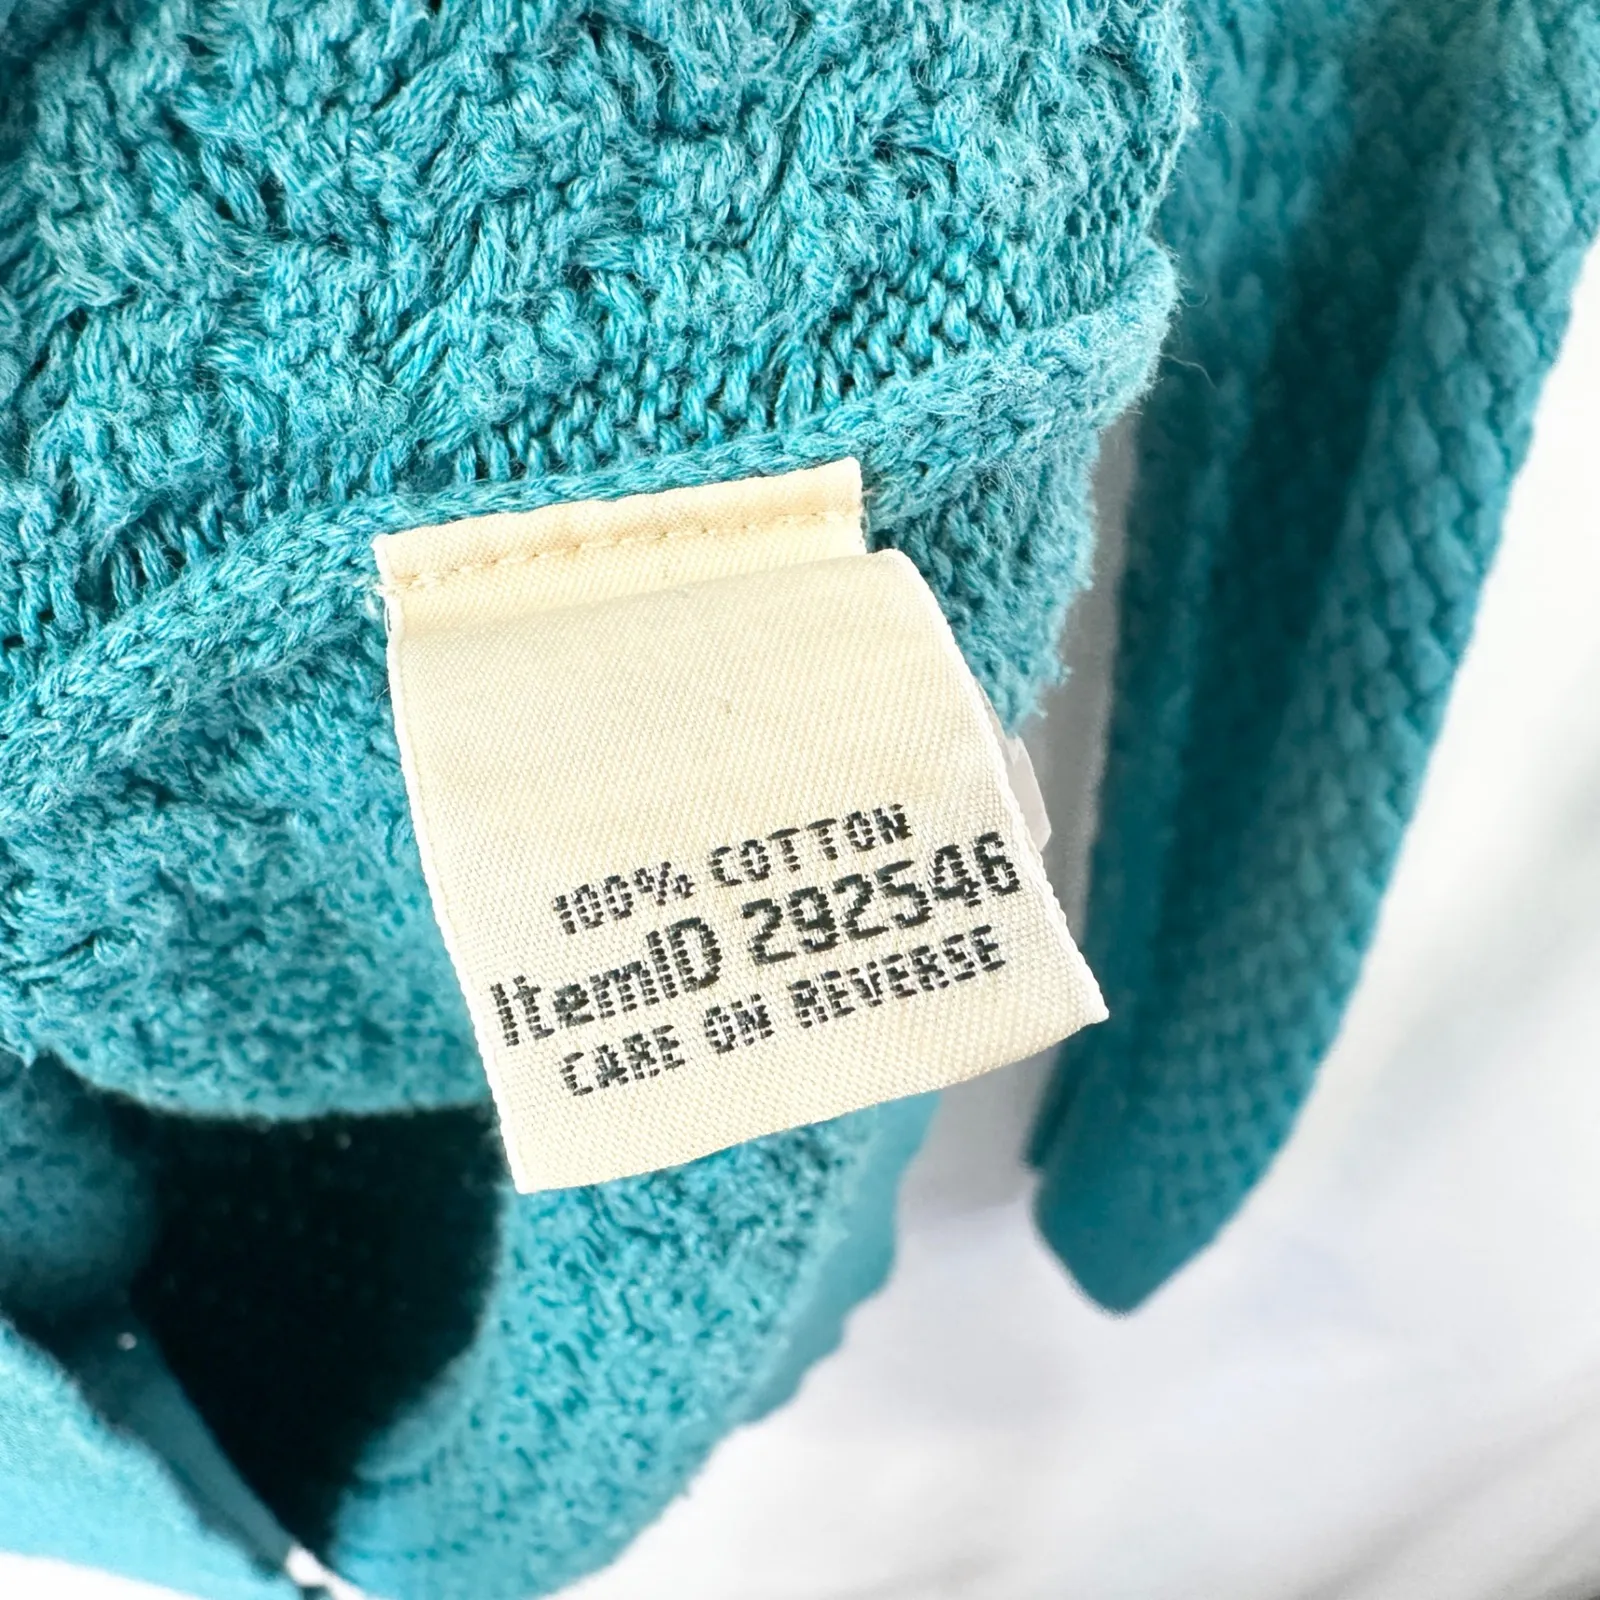 100% COTTON
ItemID 292546
CARE ON REVERSE